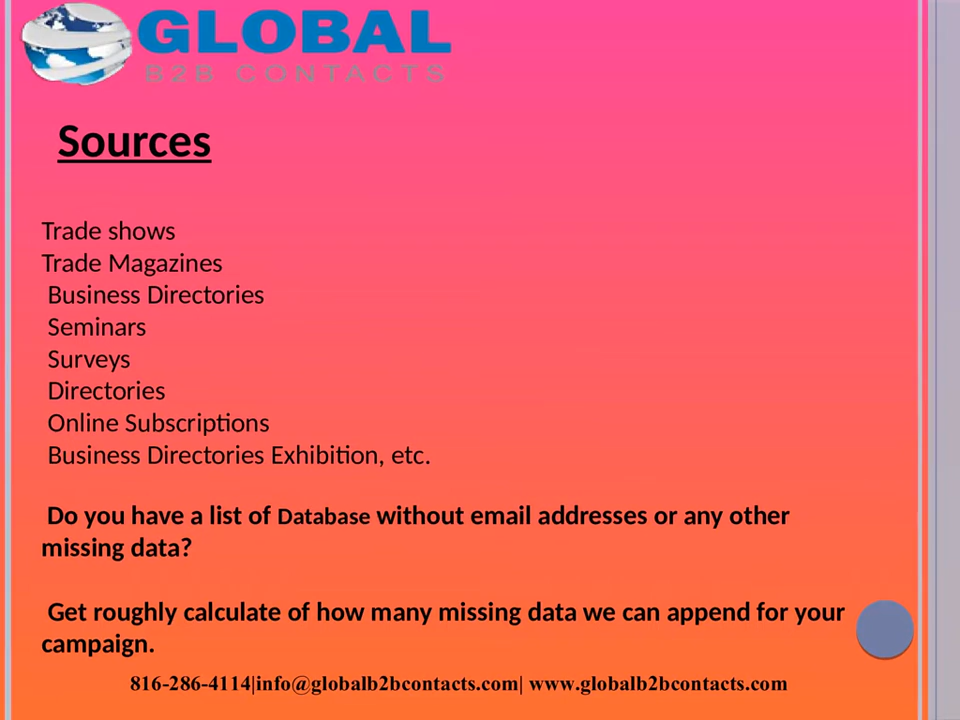 GLOBAL
B2B CONTACTS
Sources
Trade shows
Trade Magazines
Business Directories
Seminars
Surveys
Directories
Online Subscriptions
Business Directories Exhibition, etc.
Do you have a list of Database without email addresses or any other
missing data?
Get roughly calculate of how many missing data we can append for your
campaign.
816-286-4114|info@globalb2bcontacts.com| www.globalb2bcontacts.com